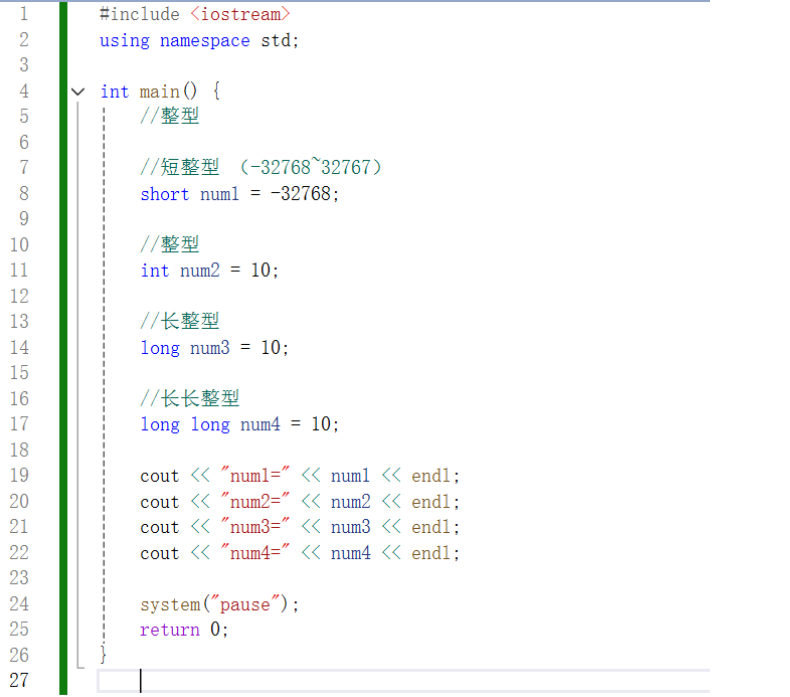 1 #include <iostream>
2 using namespace std;
3
4 int main() {
5 //整型
6
7 //短整型 （-32768~32767）
8 short num1 = -32768;
9
10 //整型
11 int num2 = 10;
12
13 //长整型
14 long num3 = 10;
15
16 //长长整型
17 long long num4 = 10;
18
19 cout << "num1=" << num1 << endl;
20 cout << "num2=" << num2 << endl;
21 cout << "num3=" << num3 << endl;
22 cout << "num4=" << num4 << endl;
23
24 system("pause");
25 return 0;
26 }
27